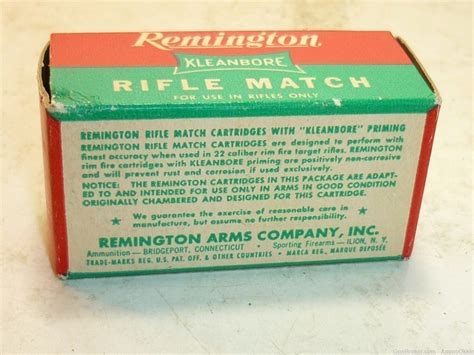 Remington,
KLEANBORE
RIFLE MATCH
FOR USE IN RIFLES ONLY
REMINGTON RIFLE MATCH CARTRIDGES WITH "KLEANBORE" PRIMING
REMINGTON RIFLE MATCH CARTRIDGES are designed to perform with
finest accuracy when used in 22 caliber rim fire target rifles. Remington
rim fire cartridges with KLEANBORE priming are positively non-corrosive
and will prevent rust and corrosion if used exclusively.
NOTICE: THE REMINGTON CARTRIDGES IN THIS PACKAGE ARE ADAPT-
ED TO AND INTENDED FOR USE ONLY IN ARMS IN GOOD CONDITION
ORIGINALLY CHAMBERED AND DESIGNED FOR THIS CARTRIDGE.
We guarantee the exercise of reasonable care in
manufacture, but assume no further responsibility.
REMINGTON ARMS COMPANY, INC.
Ammunition — BRIDGEPORT, CONNECTICUT • Sporting Firearms — ILION, N. Y.
TRADE-MARKS REG. U.S. PAT. OFF. & OTHER COUNTRIES • MARCA REG. MARQUE DEPOSÉE